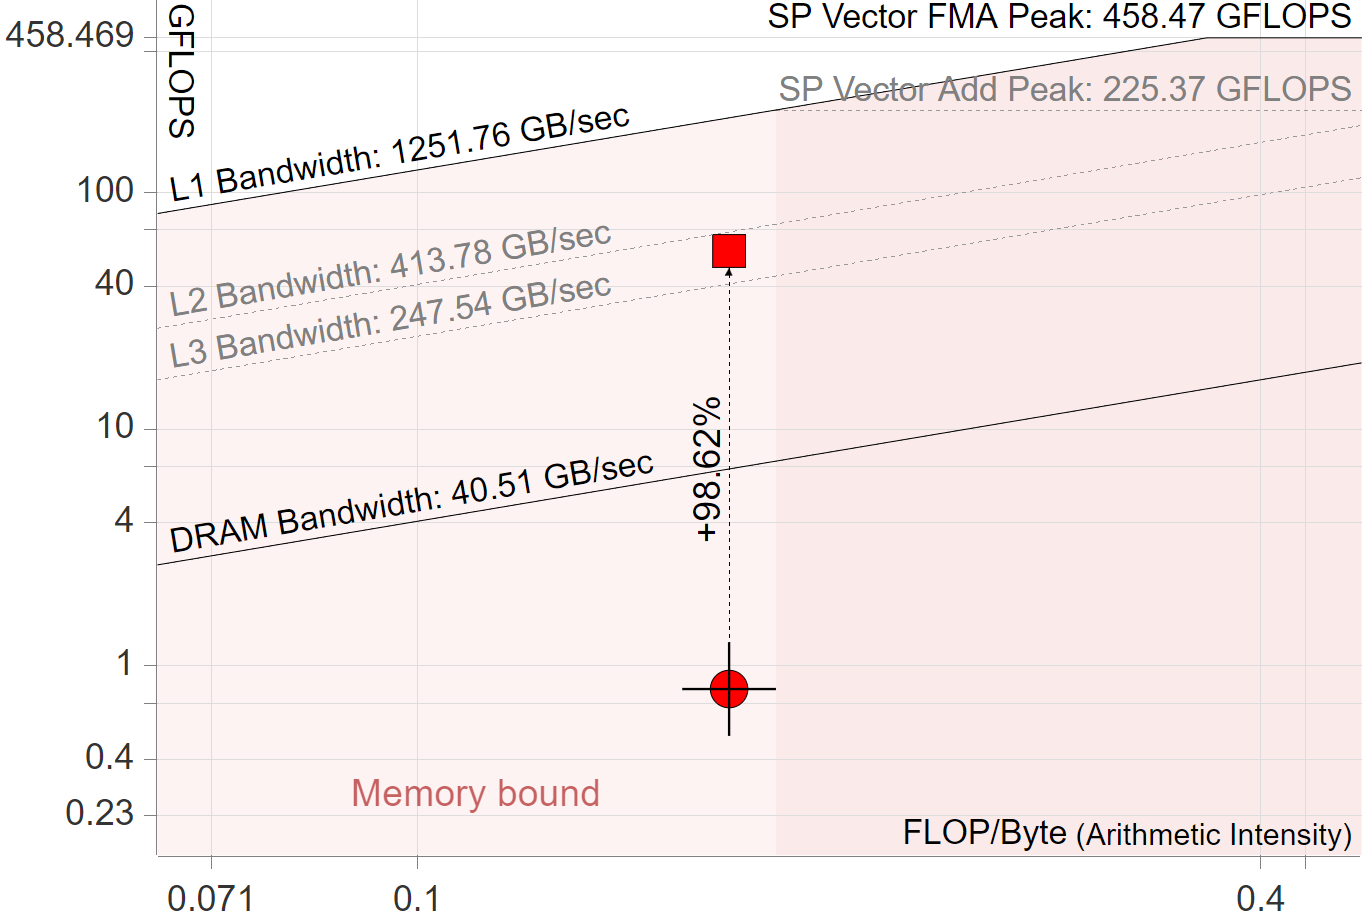 SP Vector FMA Peak: 458.47 GFLOPS
458.469
GFLOPS
SP Vector Add Peak: 225.37 GFLOPS
L1 Bandwidth: 1251.76 GB/sec
100
L2 Bandwidth: 413.78 GB/sec
40
L3 Bandwidth: 247.54 GB/sec
10
+98.62%
DRAM Bandwidth: 40.51 GB/sec
4
1
0.4
Memory bound
0.23
FLOP/Byte (Arithmetic Intensity)
0.071 0.1 0.4